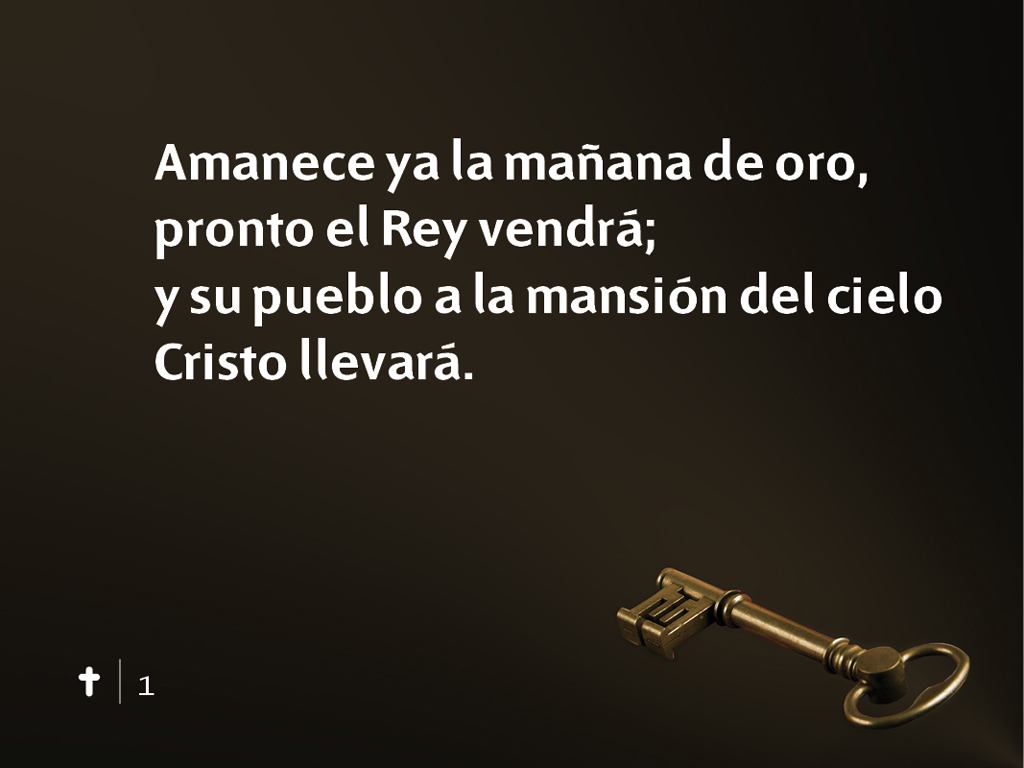 Amanece ya la mañana de oro,
pronto el Rey vendrá;
y su pueblo a la mansión del cielo
Cristo llevará.
1